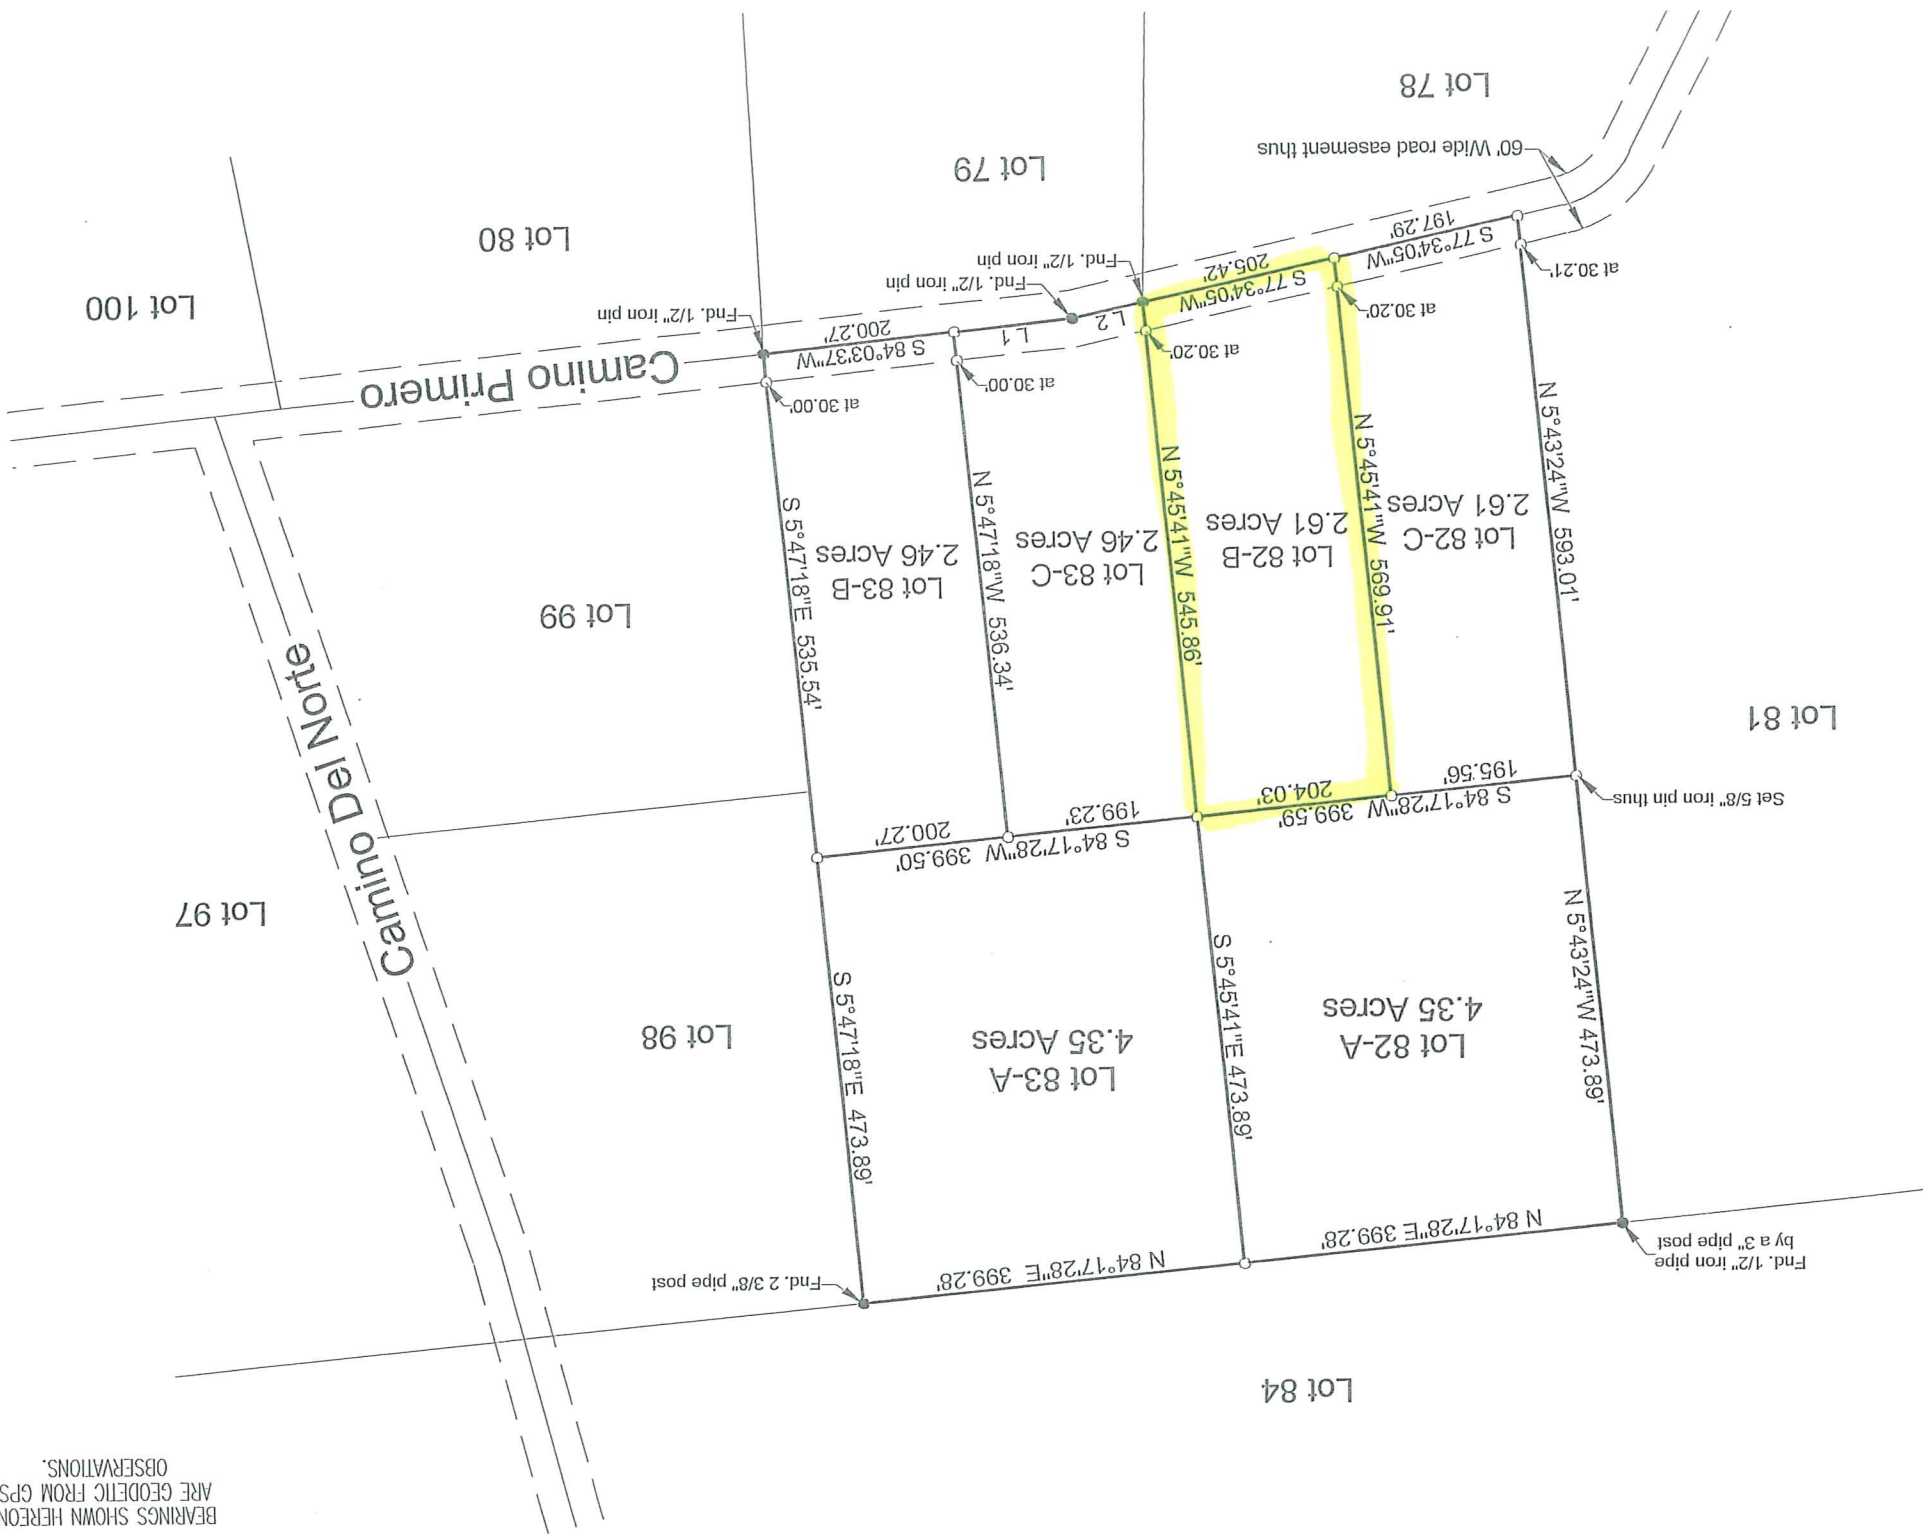 BEARINGS SHOWN HEREON
ARE GEODETIC FROM GPS
OBSERVATIONS.
Lot 84
Fnd. 1/2" iron pipe
by a 3" pipe post
N 84°17'28"E 399.28'
N 84°17'28"E 399.28'
Fnd. 2 3/8" pipe post
N 5°43'24"W 473.89'
Lot 82-A
4.35 Acres
S 5°45'41"E 473.89'
Lot 83-A
4.35 Acres
S 5°47'18"E 473.89'
Lot 98
Lot 97
Camino Del Norte
Set 5/8" iron pin thus
S 84°17'28"W 399.59'
195.56'
204.03'
S 84°17'28"W 399.50'
199.23'
200.27'
Lot 81
N 5°43'24"W 593.01'
Lot 82-C
2.61 Acres
N 5°45'41"W 569.91'
Lot 82-B
2.61 Acres
N 5°45'41"W 545.86'
Lot 83-C
2.46 Acres
N 5°47'18"W 536.34'
Lot 83-B
2.46 Acres
S 5°47'18"E 535.54'
Lot 99
at 30.21'
at 30.20'
at 30.20'
at 30.00'
at 30.00'
S 77°34'05"W
197.29'
S 77°34'05"W
205.42'
L 2
L 1
S 84°03'37"W
200.27'
Camino Primero
Fnd. 1/2" iron pin
Fnd. 1/2" iron pin
Fnd. 1/2" iron pin
60' Wide road easement thus
Lot 78
Lot 79
Lot 80
Lot 100